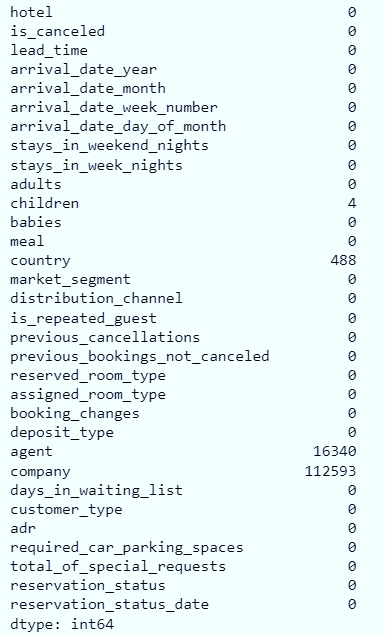 hotel 0
is_canceled 0
lead_time 0
arrival_date_year 0
arrival_date_month 0
arrival_date_week_number 0
arrival_date_day_of_month 0
stays_in_weekend_nights 0
stays_in_week_nights 0
adults 0
children 4
babies 0
meal 0
country 488
market_segment 0
distribution_channel 0
is_repeated_guest 0
previous_cancellations 0
previous_bookings_not_canceled 0
reserved_room_type 0
assigned_room_type 0
booking_changes 0
deposit_type 0
agent 16340
company 112593
days_in_waiting_list 0
customer_type 0
adr 0
required_car_parking_spaces 0
total_of_special_requests 0
reservation_status 0
reservation_status_date 0
dtype: int64